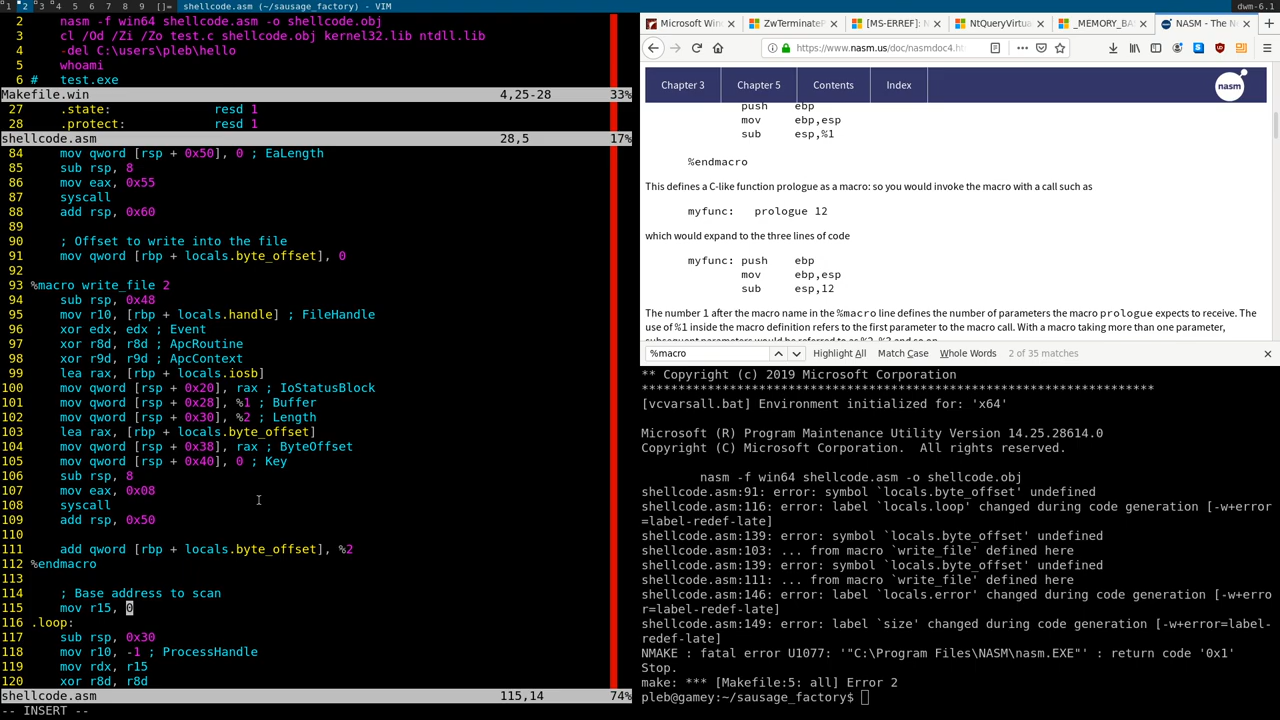 1 2 3 4 5 6 7 8 9 []= shellcode.asm (~/sausage_factory) - VIM dwm-6.1
2 nasm -f win64 shellcode.asm -o shellcode.obj
3 cl /Od /Zi /Zo test.c shellcode.obj kernel32.lib ntdll.lib
4 -del C:\users\pleb\hello
5 whoami
6 # test.exe
Makefile.win 4,25-28 33%
27 .state: resd 1
28 .protect: resd 1
shellcode.asm 28,5 17%
84 mov qword [rsp + 0x50], 0 ; EaLength
85 sub rsp, 8
86 mov eax, 0x55
87 syscall
88 add rsp, 0x60
89
90 ; Offset to write into the file
91 mov qword [rbp + locals.byte_offset], 0
92
93 %macro write_file 2
94 sub rsp, 0x48
95 mov r10, [rbp + locals.handle] ; FileHandle
96 xor edx, edx ; Event
97 xor r8d, r8d ; ApcRoutine
98 xor r9d, r9d ; ApcContext
99 lea rax, [rbp + locals.iosb]
100 mov qword [rsp + 0x20], rax ; IoStatusBlock
101 mov qword [rsp + 0x28], %1 ; Buffer
102 mov qword [rsp + 0x30], %2 ; Length
103 lea rax, [rbp + locals.byte_offset]
104 mov qword [rsp + 0x38], rax ; ByteOffset
105 mov qword [rsp + 0x40], 0 ; Key
106 sub rsp, 8
107 mov eax, 0x08
108 syscall
109 add rsp, 0x50
110
111 add qword [rbp + locals.byte_offset], %2
112 %endmacro
113
114 ; Base address to scan
115 mov r15, 0
116 .loop:
117 sub rsp, 0x30
118 mov r10, -1 ; ProcessHandle
119 mov rdx, r15
120 xor r8d, r8d
shellcode.asm 115,14 74%
-- INSERT --
Microsoft Win ZwTerminateP [MS-ERREF]: N NtQueryVirtua _MEMORY_BA NASM - The N
https://www.nasm.us/doc/nasmdoc4.h
Chapter 3 Chapter 5 Contents Index nasm
push ebp
mov ebp,esp
sub esp,%1
%endmacro
This defines a C-like function prologue as a macro: so you would invoke the macro with a call such as
myfunc: prologue 12
which would expand to the three lines of code
myfunc: push ebp
mov ebp,esp
sub esp,12
The number 1 after the macro name in the %macro line defines the number of parameters the macro prologue expects to receive. The
use of %1 inside the macro definition refers to the first parameter to the macro call. With a macro taking more than one parameter,
subsequent parameters would be referred to as %2, %3 and so on.
%macro Highlight All Match Case Whole Words 2 of 35 matches
** Copyright (c) 2019 Microsoft Corporation
**********************************************************************
[vcvarsall.bat] Environment initialized for: 'x64'
Microsoft (R) Program Maintenance Utility Version 14.25.28614.0
Copyright (C) Microsoft Corporation.  All rights reserved.
nasm -f win64 shellcode.asm -o shellcode.obj
shellcode.asm:91: error: symbol `locals.byte_offset' undefined
shellcode.asm:116: error: label `locals.loop' changed during code generation [-w+error
=label-redef-late]
shellcode.asm:139: error: symbol `locals.byte_offset' undefined
shellcode.asm:103: ... from macro `write_file' defined here
shellcode.asm:139: error: symbol `locals.byte_offset' undefined
shellcode.asm:111: ... from macro `write_file' defined here
shellcode.asm:146: error: label `locals.error' changed during code generation [-w+erro
r=label-redef-late]
shellcode.asm:149: error: label `size' changed during code generation [-w+error=label-
redef-late]
NMAKE : fatal error U1077: '"C:\Program Files\NASM\nasm.EXE"' : return code '0x1'
Stop.
make: *** [Makefile:5: all] Error 2
pleb@gamey:~/sausage_factory$